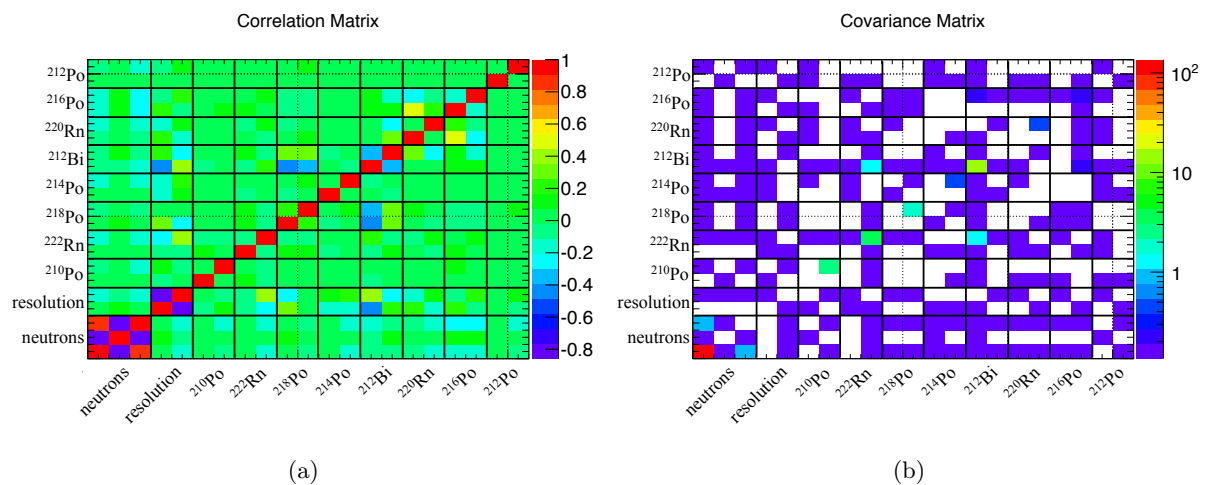 Correlation Matrix
²¹²Po
²¹⁶Po
²²⁰Rn
²¹²Bi
²¹⁴Po
²¹⁸Po
²²²Rn
²¹⁰Po
resolution
neutrons
neutrons
resolution
²¹⁰Po
²²²Rn
²¹⁸Po
²¹⁴Po
²¹²Bi
²²⁰Rn
²¹⁶Po
²¹²Po
1
0.8
0.6
0.4
0.2
0
-0.2
-0.4
-0.6
-0.8
(a)
Covariance Matrix
²¹²Po
²¹⁶Po
²²⁰Rn
²¹²Bi
²¹⁴Po
²¹⁸Po
²²²Rn
²¹⁰Po
resolution
neutrons
neutrons
resolution
²¹⁰Po
²²²Rn
²¹⁸Po
²¹⁴Po
²¹²Bi
²²⁰Rn
²¹⁶Po
²¹²Po
10²
10
1
(b)